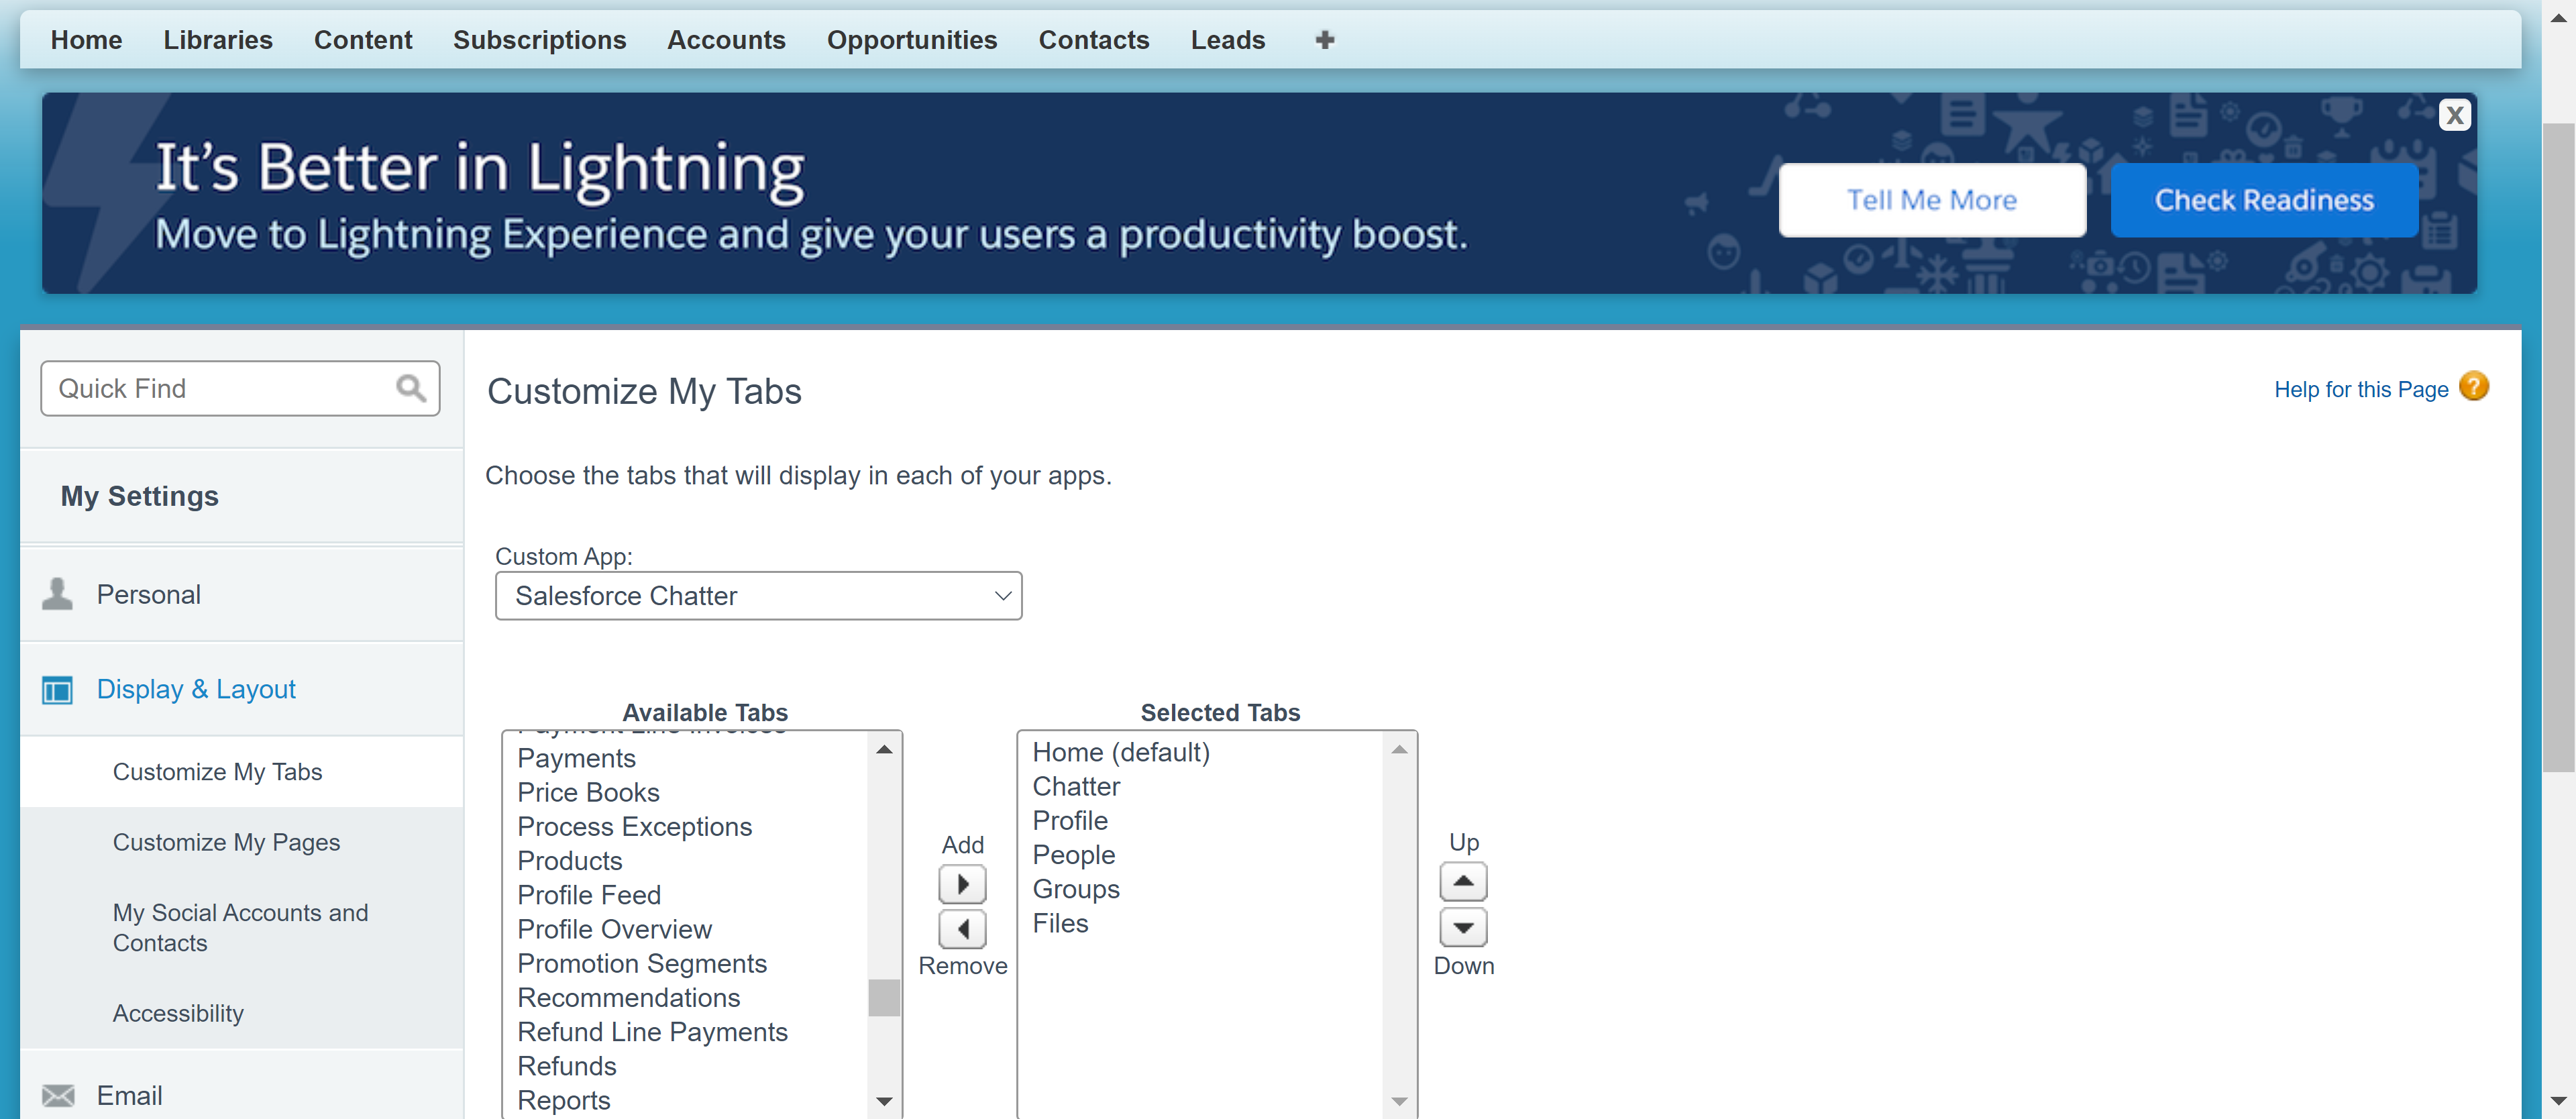 Home Libraries Content Subscriptions Accounts Opportunities Contacts Leads
It's Better in Lightning
Move to Lightning Experience and give your users a productivity boost.
Tell Me More
Check Readiness
X
Quick Find
My Settings
Personal
Display & Layout
Customize My Tabs
Customize My Pages
My Social Accounts and
Contacts
Accessibility
Email
Customize My Tabs
Help for this Page ?
Choose the tabs that will display in each of your apps.
Custom App:
Salesforce Chatter
Available Tabs
Payment Line Invoices
Payments
Price Books
Process Exceptions
Products
Profile Feed
Profile Overview
Promotion Segments
Recommendations
Refund Line Payments
Refunds
Reports
Add
Remove
Selected Tabs
Home (default)
Chatter
Profile
People
Groups
Files
Up
Down